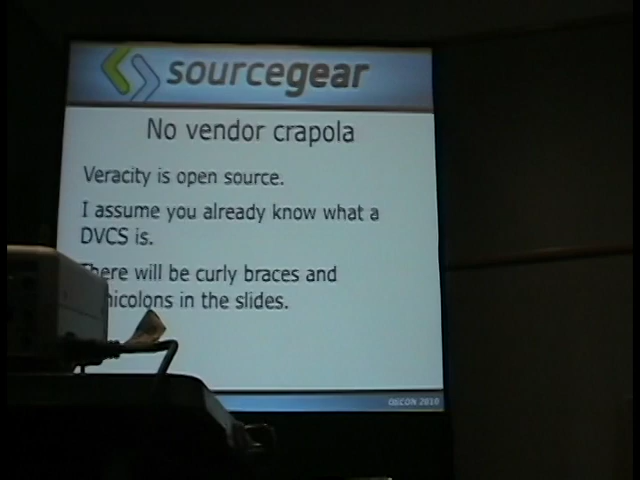 sourcegear
No vendor crapola
Veracity is open source.
I assume you already know what a
DVCS is.
There will be curly braces and
nicolons in the slides.
OSCON 2010